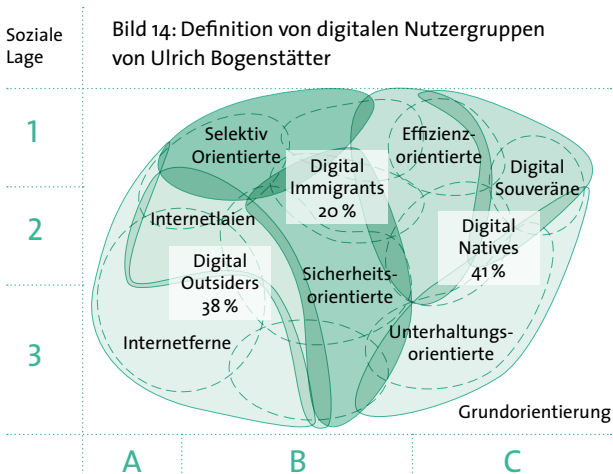 Soziale
Lage
Bild 14: Definition von digitalen Nutzergruppen
von Ulrich Bogenstätter
1
2
3
Selektiv
Orientierte
Effizienz-
orientierte
Digital
Immigrants
20 %
Digital
Souveräne
Internetlaien
Digital
Outsiders
38 %
Sicherheits-
orientierte
Digital
Natives
41 %
Internetferne
Unterhaltungs-
orientierte
Grundorientierung
A
B
C